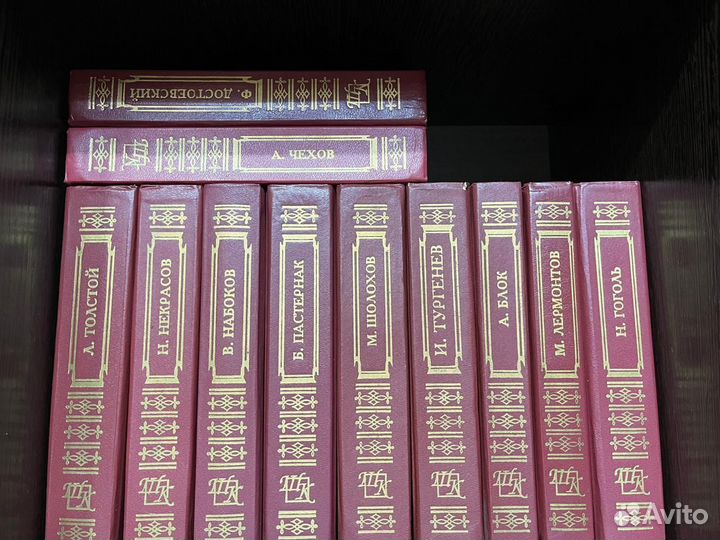 Ф. ДОСТОЕВСКИЙ
А. ЧЕХОВ
Л. ТОЛСТОЙ
Н. НЕКРАСОВ
В. НАБОКОВ
Б. ПАСТЕРНАК
М. ШОЛОХОВ
И. ТУРГЕНЕВ
А. БЛОК
М. ЛЕРМОНТОВ
Н. ГОГОЛЬ
Avito